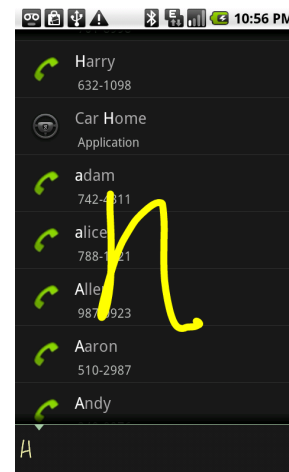 10:56 PM
Harry
632-1098
Car Home
Application
adam
alice
n
Aaron
510-2987
Andy
H